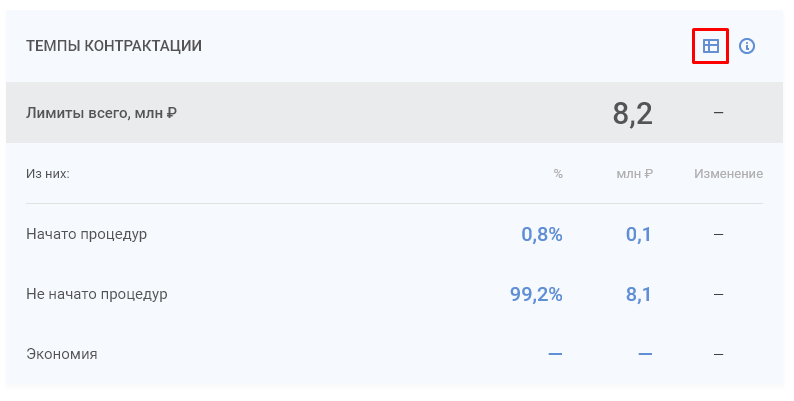 ТЕМПЫ КОНТРАКТАЦИИ
Лимиты всего, млн ₽ 8,2 –
Из них: % млн ₽ Изменение
Начато процедур 0,8% 0,1 –
Не начато процедур 99,2% 8,1 –
Экономия — — –